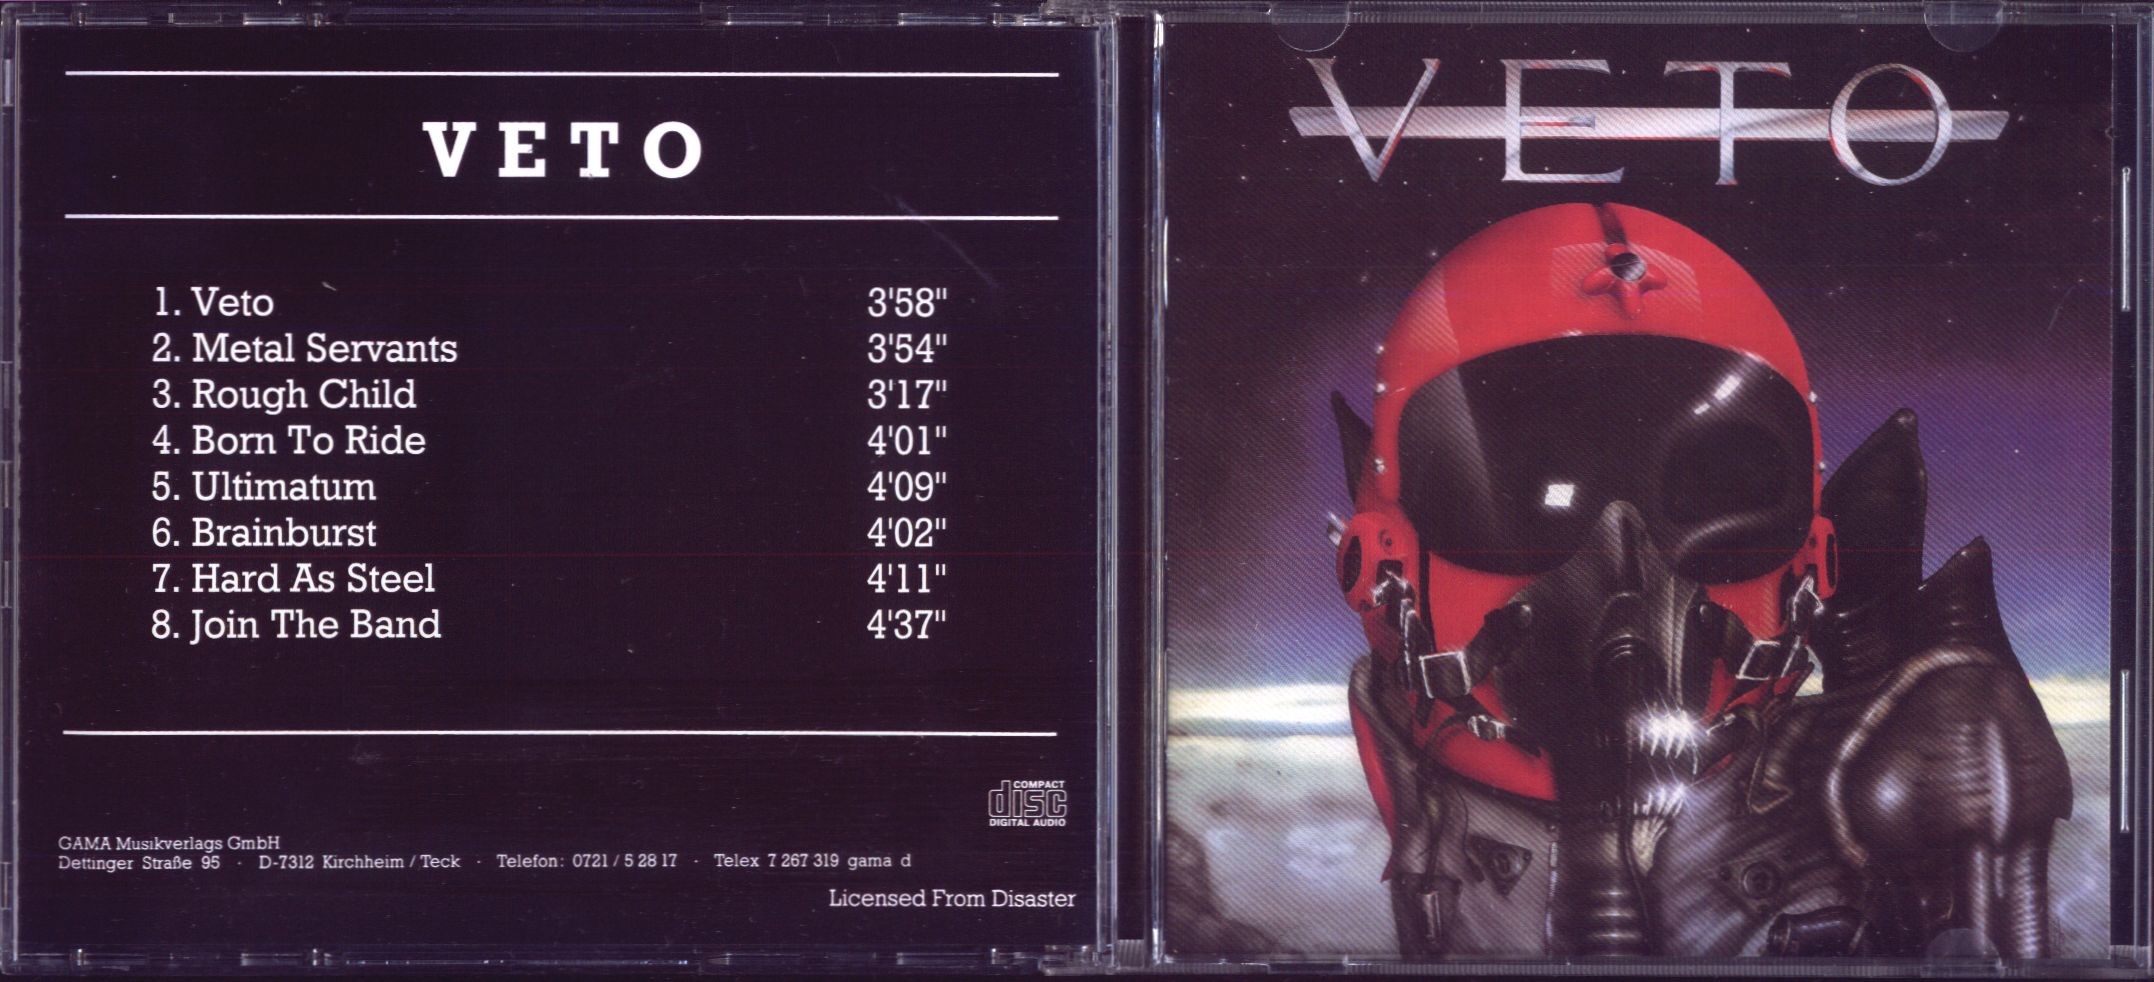 VETO
1. Veto 3'58"
2. Metal Servants 3'54"
3. Rough Child 3'17"
4. Born To Ride 4'01"
5. Ultimatum 4'09"
6. Brainburst 4'02"
7. Hard As Steel 4'11"
8. Join The Band 4'37"
COMPACT
disc
DIGITAL AUDIO
GAMA Musikverlags GmbH
Dettinger Straße 95 · D-7312 Kirchheim / Teck · Telefon: 0721 / 5 28 17 · Telex 7 267 319 gama d
Licensed From Disaster
VETO